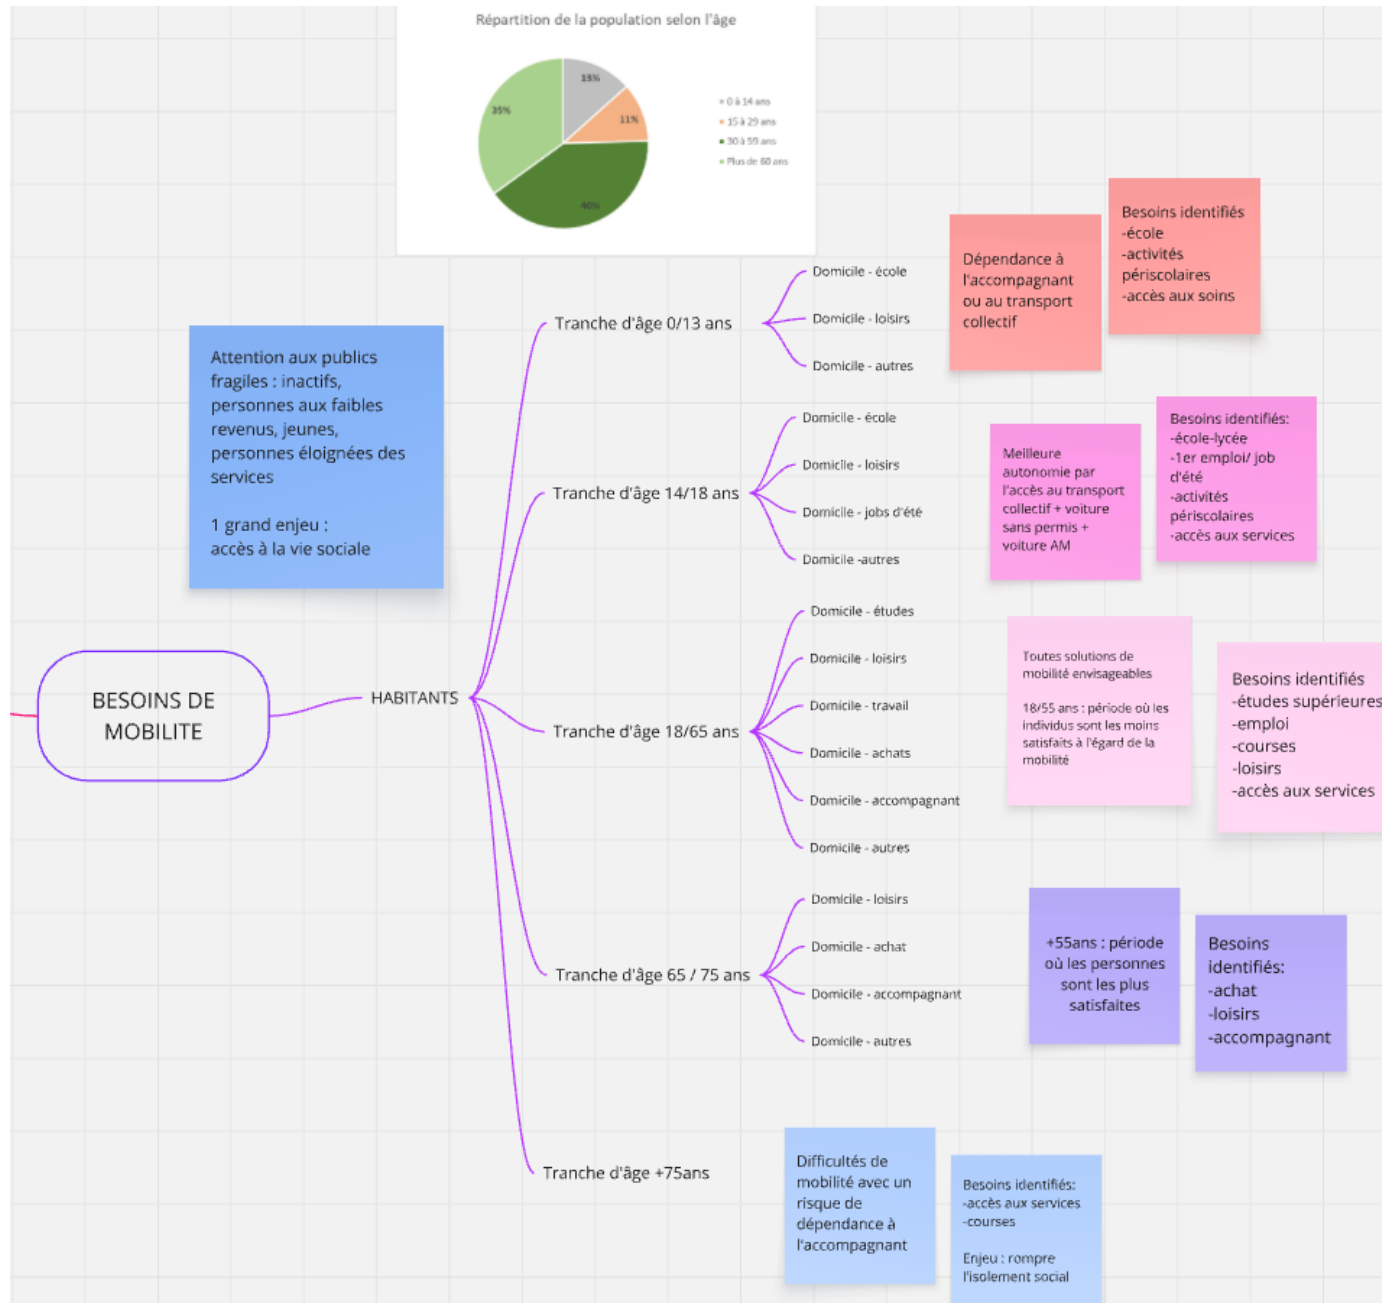 Répartition de la population selon l'âge
13%
11%
40%
35%
0 à 14 ans
15 à 29 ans
30 à 59 ans
Plus de 60 ans
Attention aux publics
fragiles : inactifs,
personnes aux faibles
revenus, jeunes,
personnes éloignées des
services
1 grand enjeu :
accès à la vie sociale
BESOINS DE
MOBILITE
HABITANTS
Tranche d'âge 0/13 ans
Domicile - école
Domicile - loisirs
Domicile - autres
Dépendance à
l'accompagnant
ou au transport
collectif
Besoins identifiés
-école
-activités
périscolaires
-accès aux soins
Tranche d'âge 14/18 ans
Domicile - école
Domicile - loisirs
Domicile - jobs d'été
Domicile -autres
Meilleure
autonomie par
l'accès au transport
collectif + voiture
sans permis +
voiture AM
Besoins identifiés:
-école-lycée
-1er emploi/ job
d'été
-activités
périscolaires
-accès aux services
Tranche d'âge 18/65 ans
Domicile - études
Domicile - loisirs
Domicile - travail
Domicile - achats
Domicile - accompagnant
Domicile - autres
Toutes solutions de
mobilité envisageables
18/55 ans : période où les
individus sont les moins
satisfaits à l'égard de la
mobilité
Besoins identifiés
-études supérieures
-emploi
-courses
-loisirs
-accès aux services
Tranche d'âge 65 / 75 ans
Domicile - loisirs
Domicile - achat
Domicile - accompagnant
Domicile - autres
+55ans : période
où les personnes
sont les plus
satisfaites
Besoins
identifiés:
-achat
-loisirs
-accompagnant
Tranche d'âge +75ans
Difficultés de
mobilité avec un
risque de
dépendance à
l'accompagnant
Besoins identifiés:
-accès aux services
-courses
Enjeu : rompre
l'isolement social